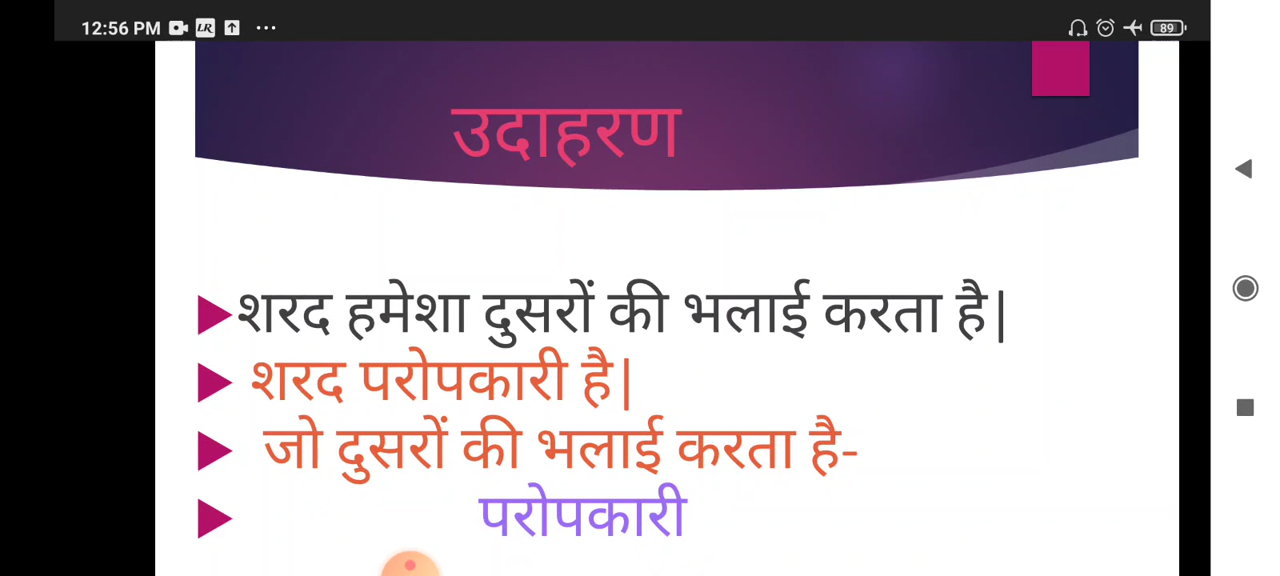 12:56 PM LR ... 89
उदाहरण
शरद हमेशा दुसरों की भलाई करता है|
शरद परोपकारी है|
जो दुसरों की भलाई करता है-
परोपकारी